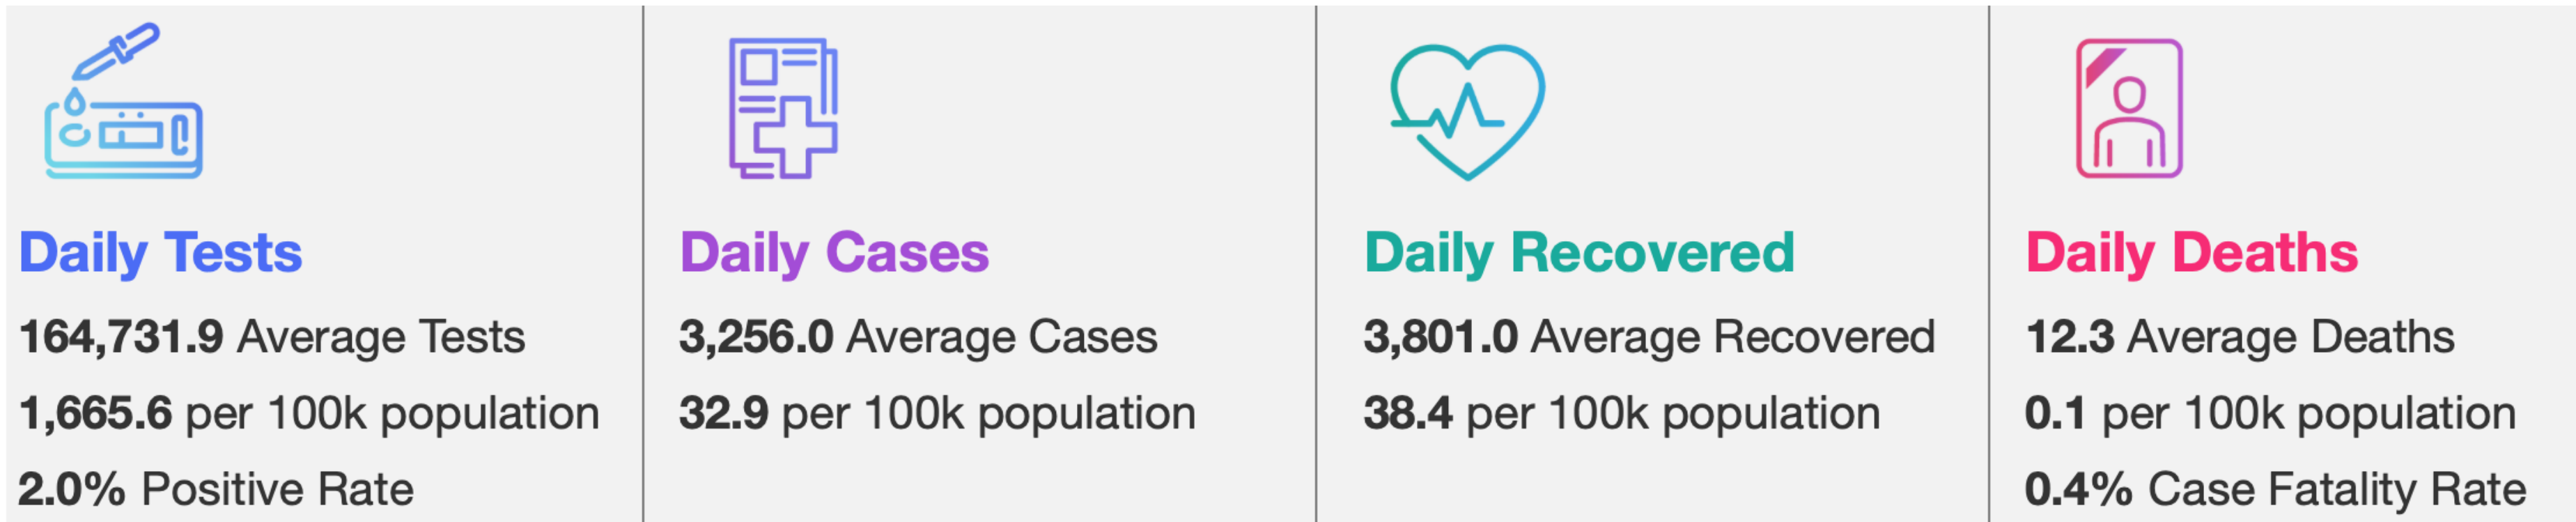 Daily Tests
164,731.9 Average Tests
1,665.6 per 100k population
2.0% Positive Rate
Daily Cases
3,256.0 Average Cases
32.9 per 100k population
Daily Recovered
3,801.0 Average Recovered
38.4 per 100k population
Daily Deaths
12.3 Average Deaths
0.1 per 100k population
0.4% Case Fatality Rate